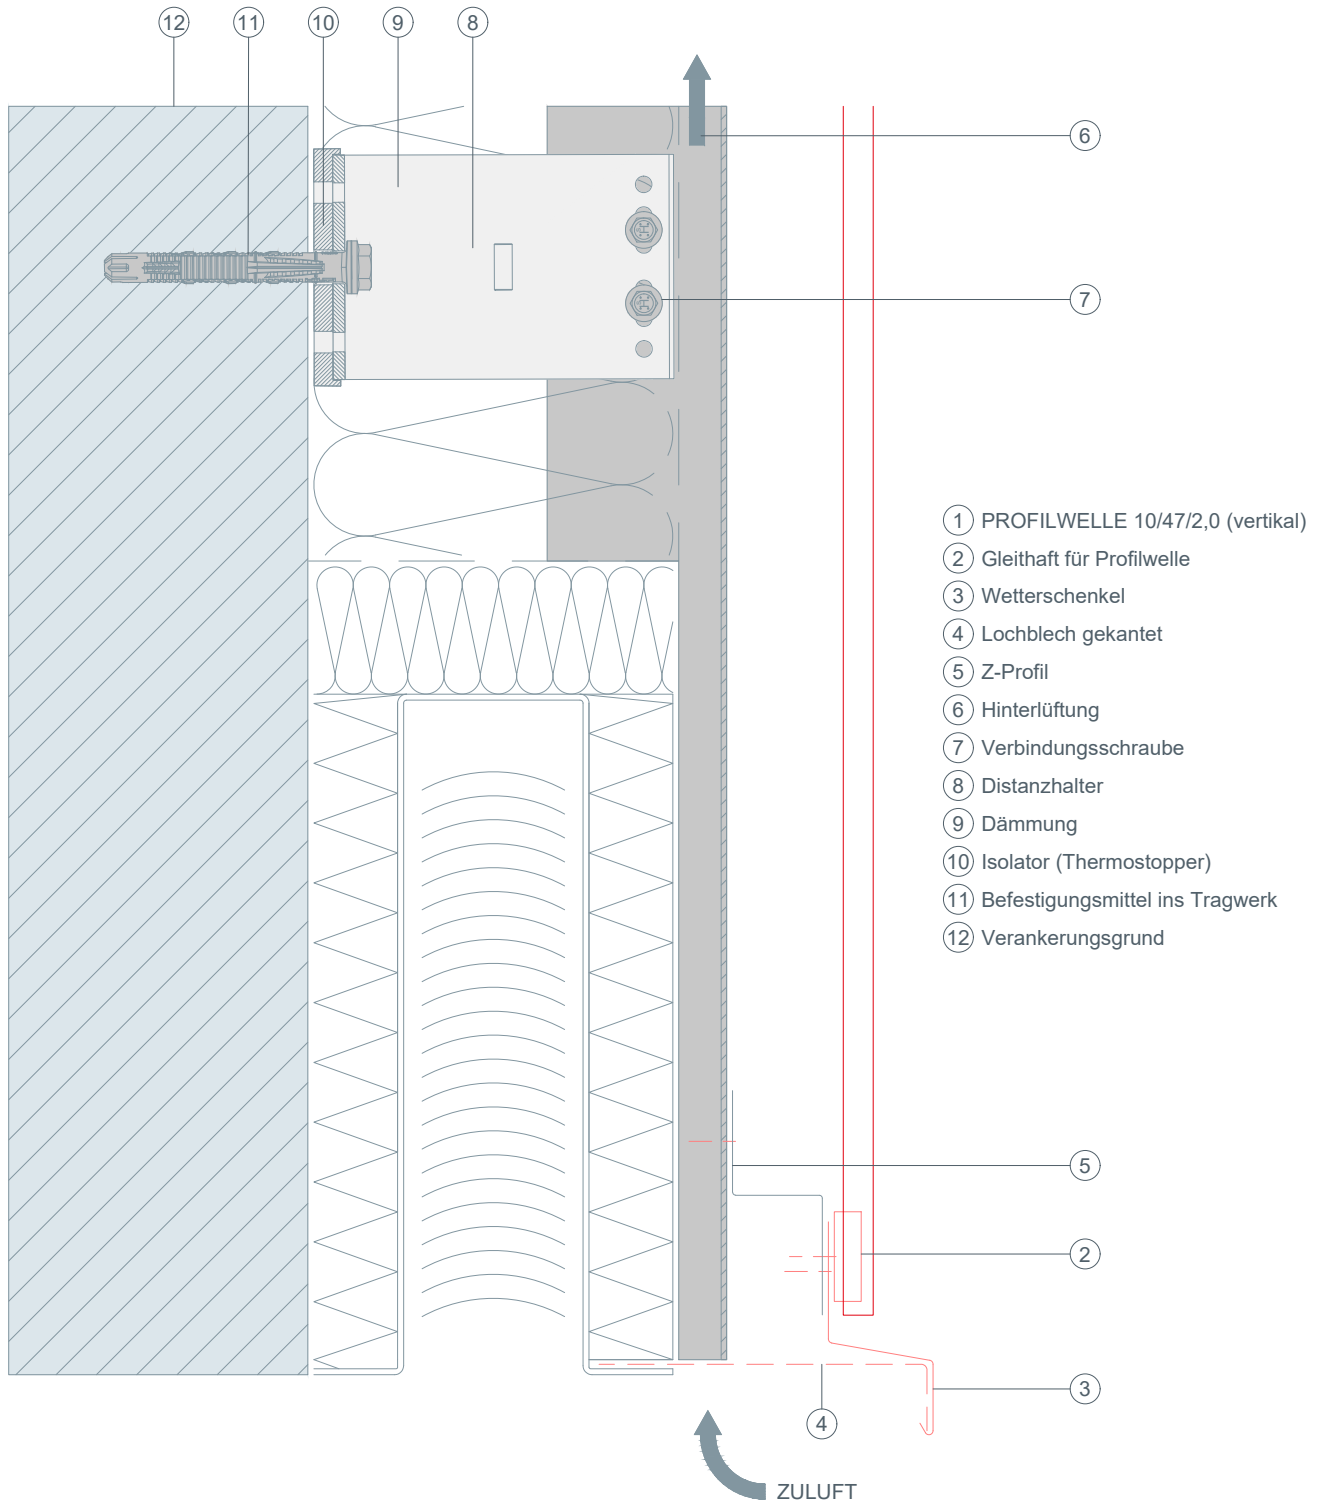 12
11
10
9
8
6
7
1 PROFILWELLE 10/47/2,0 (vertikal)
2 Gleithaft für Profilwelle
3 Wetterschenkel
4 Lochblech gekantet
5 Z-Profil
6 Hinterlüftung
7 Verbindungsschraube
8 Distanzhalter
9 Dämmung
10 Isolator (Thermostopper)
11 Befestigungsmittel ins Tragwerk
12 Verankerungsgrund
5
2
3
4
ZULUFT